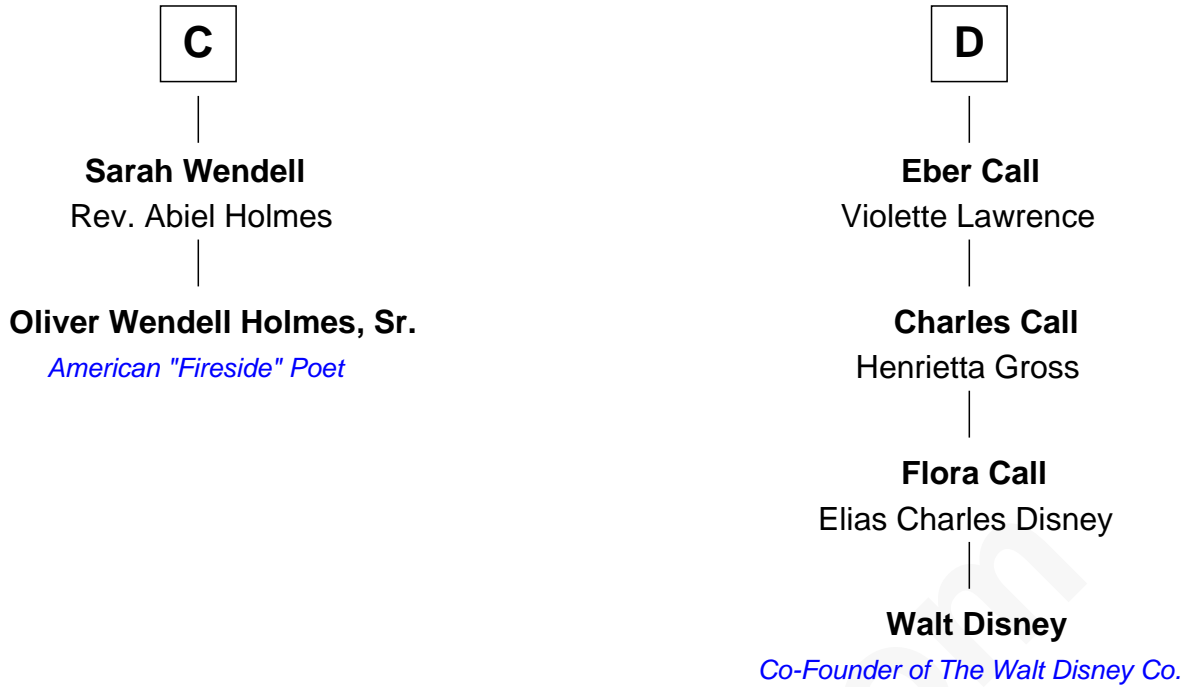 C
Sarah Wendell
Rev. Abiel Holmes
Oliver Wendell Holmes, Sr.
American "Fireside" Poet
D
Eber Call
Violette Lawrence
Charles Call
Henrietta Gross
Flora Call
Elias Charles Disney
Walt Disney
Co-Founder of The Walt Disney Co.